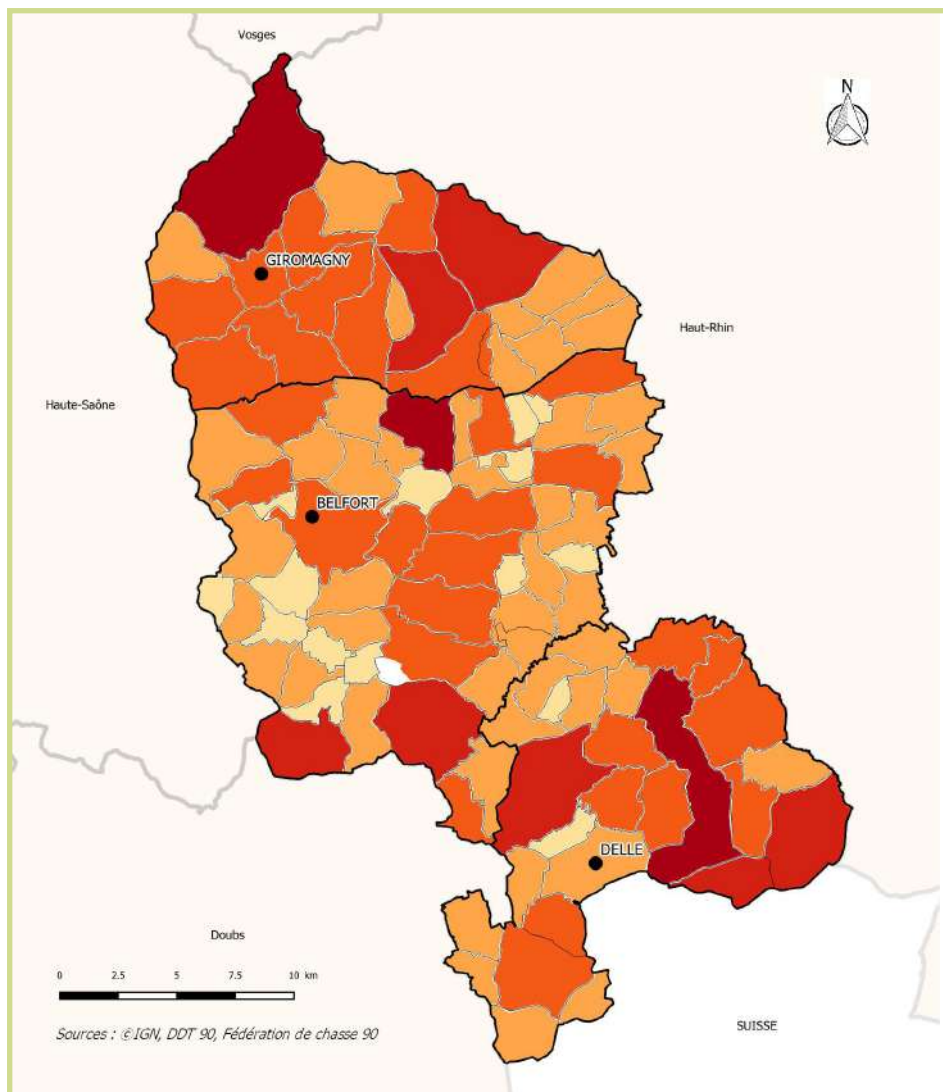 Vosges
N
GIROMAGNY
Haut-Rhin
Haute-Saône
BELFORT
DELLE
Doubs
0 2.5 5 7.5 10 km
SUISSE
Sources : ©IGN, DDT 90, Fédération de chasse 90